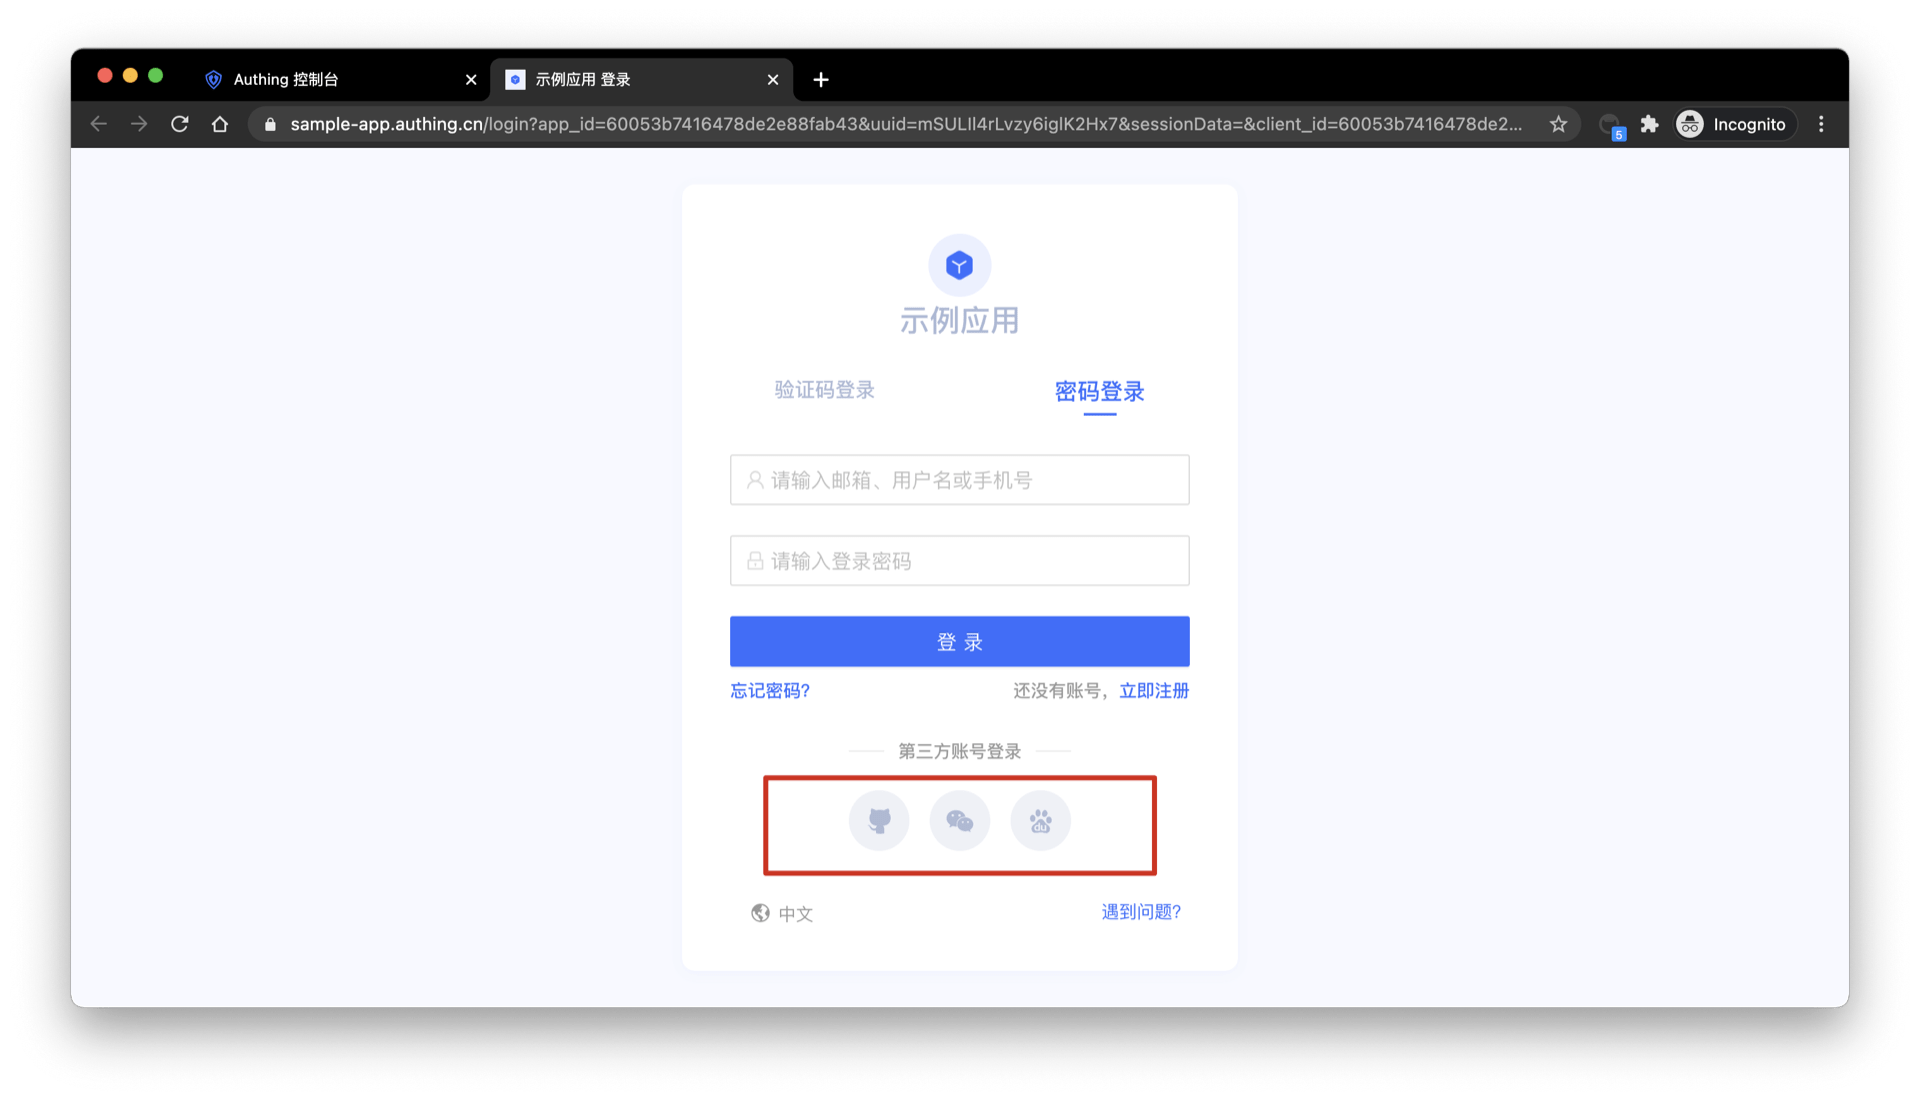 Authing 控制台
示例应用 登录
sample-app.authing.cn/login?app_id=60053b7416478de2e88fab43&uuid=mSULIl4rLvzy6iglK2Hx7&sessionData=&client_id=60053b7416478de2...
5
Incognito
示例应用
验证码登录
密码登录
请输入邮箱、用户名或手机号
请输入登录密码
登 录
忘记密码?
还没有账号，立即注册
第三方账号登录
du
中文
遇到问题?